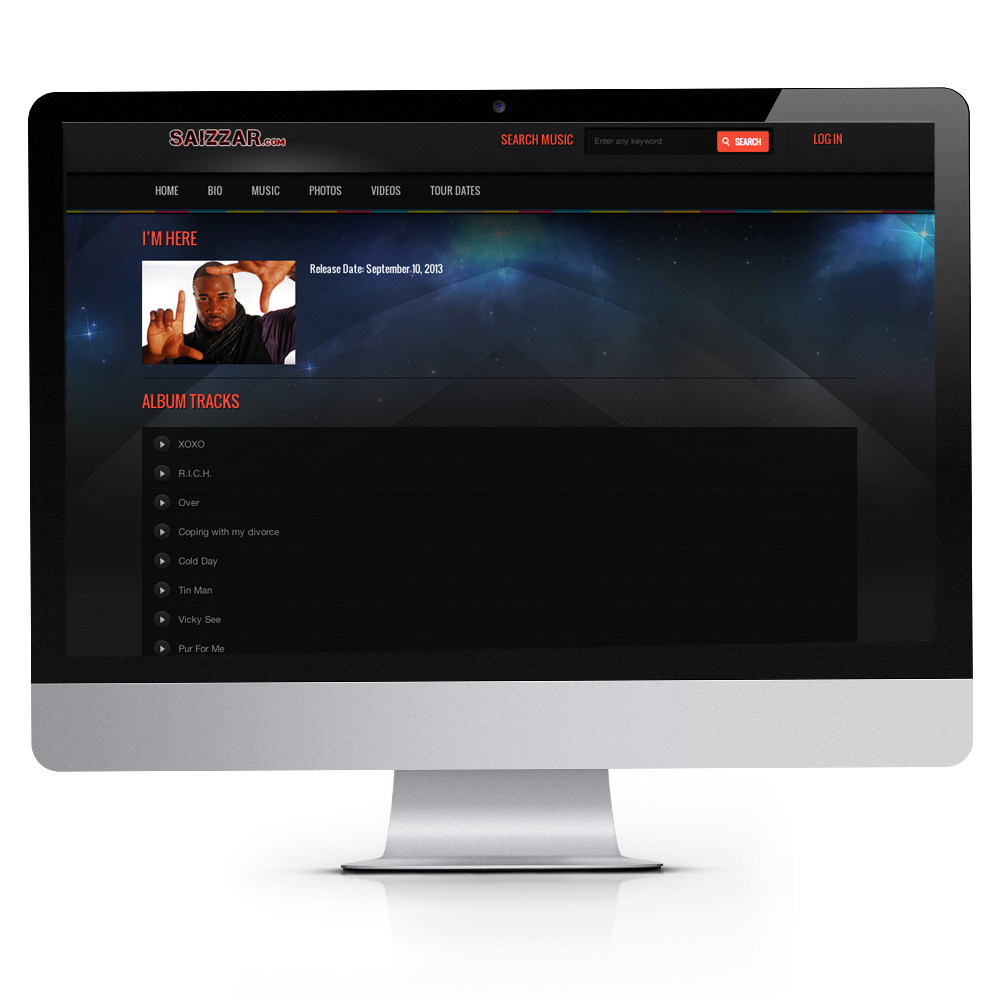 SAIZZAR.COM
SEARCH MUSIC
Enter any keyword
SEARCH
LOG IN
HOME BIO MUSIC PHOTOS VIDEOS TOUR DATES
I'M HERE
Release Date: September 10, 2013
ALBUM TRACKS
XOXO
R.I.C.H.
Over
Coping with my divorce
Cold Day
Tin Man
Vicky See
Pur For Me